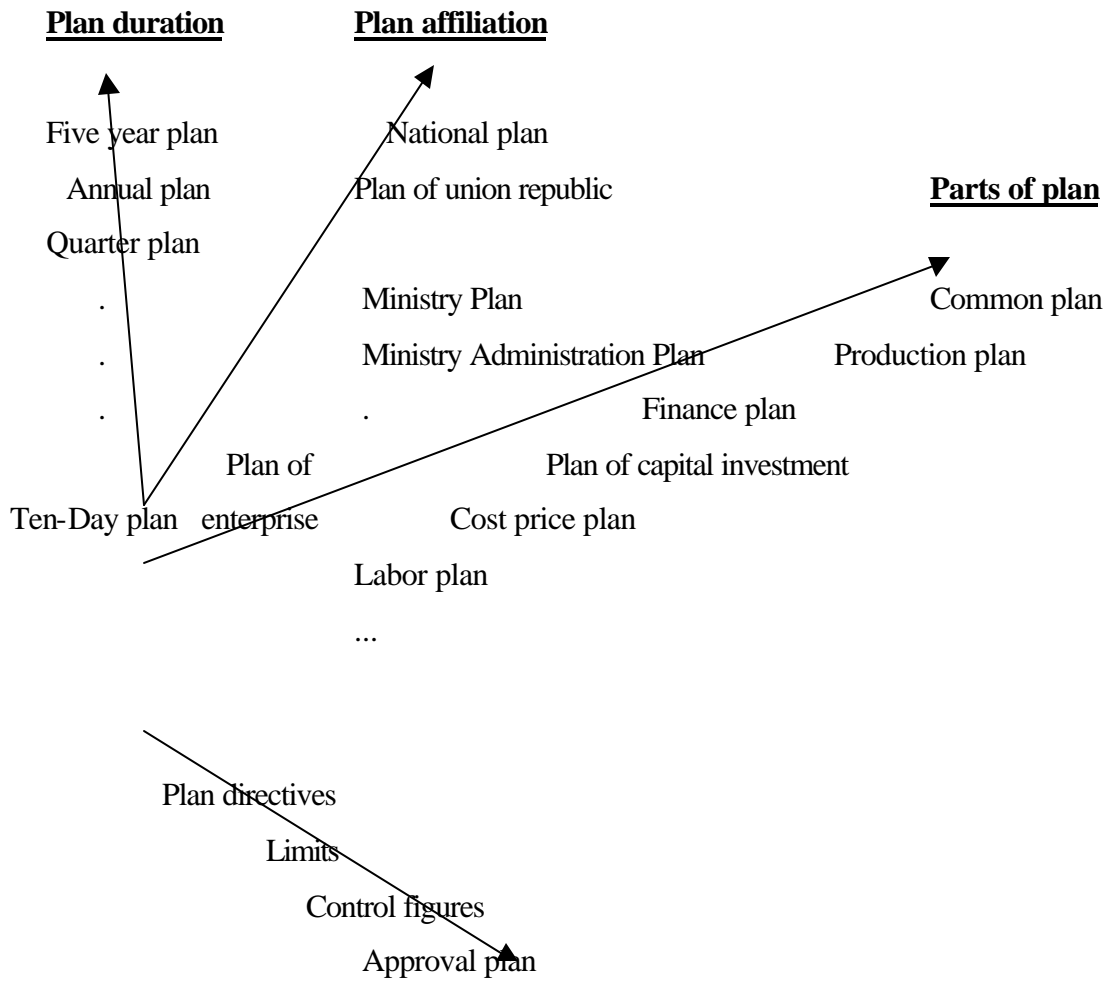 Plan duration Plan affiliation
Five year plan National plan
Annual plan Plan of union republic
Parts of plan
Quarter plan
. Ministry Plan Common plan
. Ministry Administration Plan Production plan
. . Finance plan
Plan of Plan of capital investment
Ten-Day plan enterprise Cost price plan
Labor plan
...
Plan directives
Limits
Control figures
Approval plan